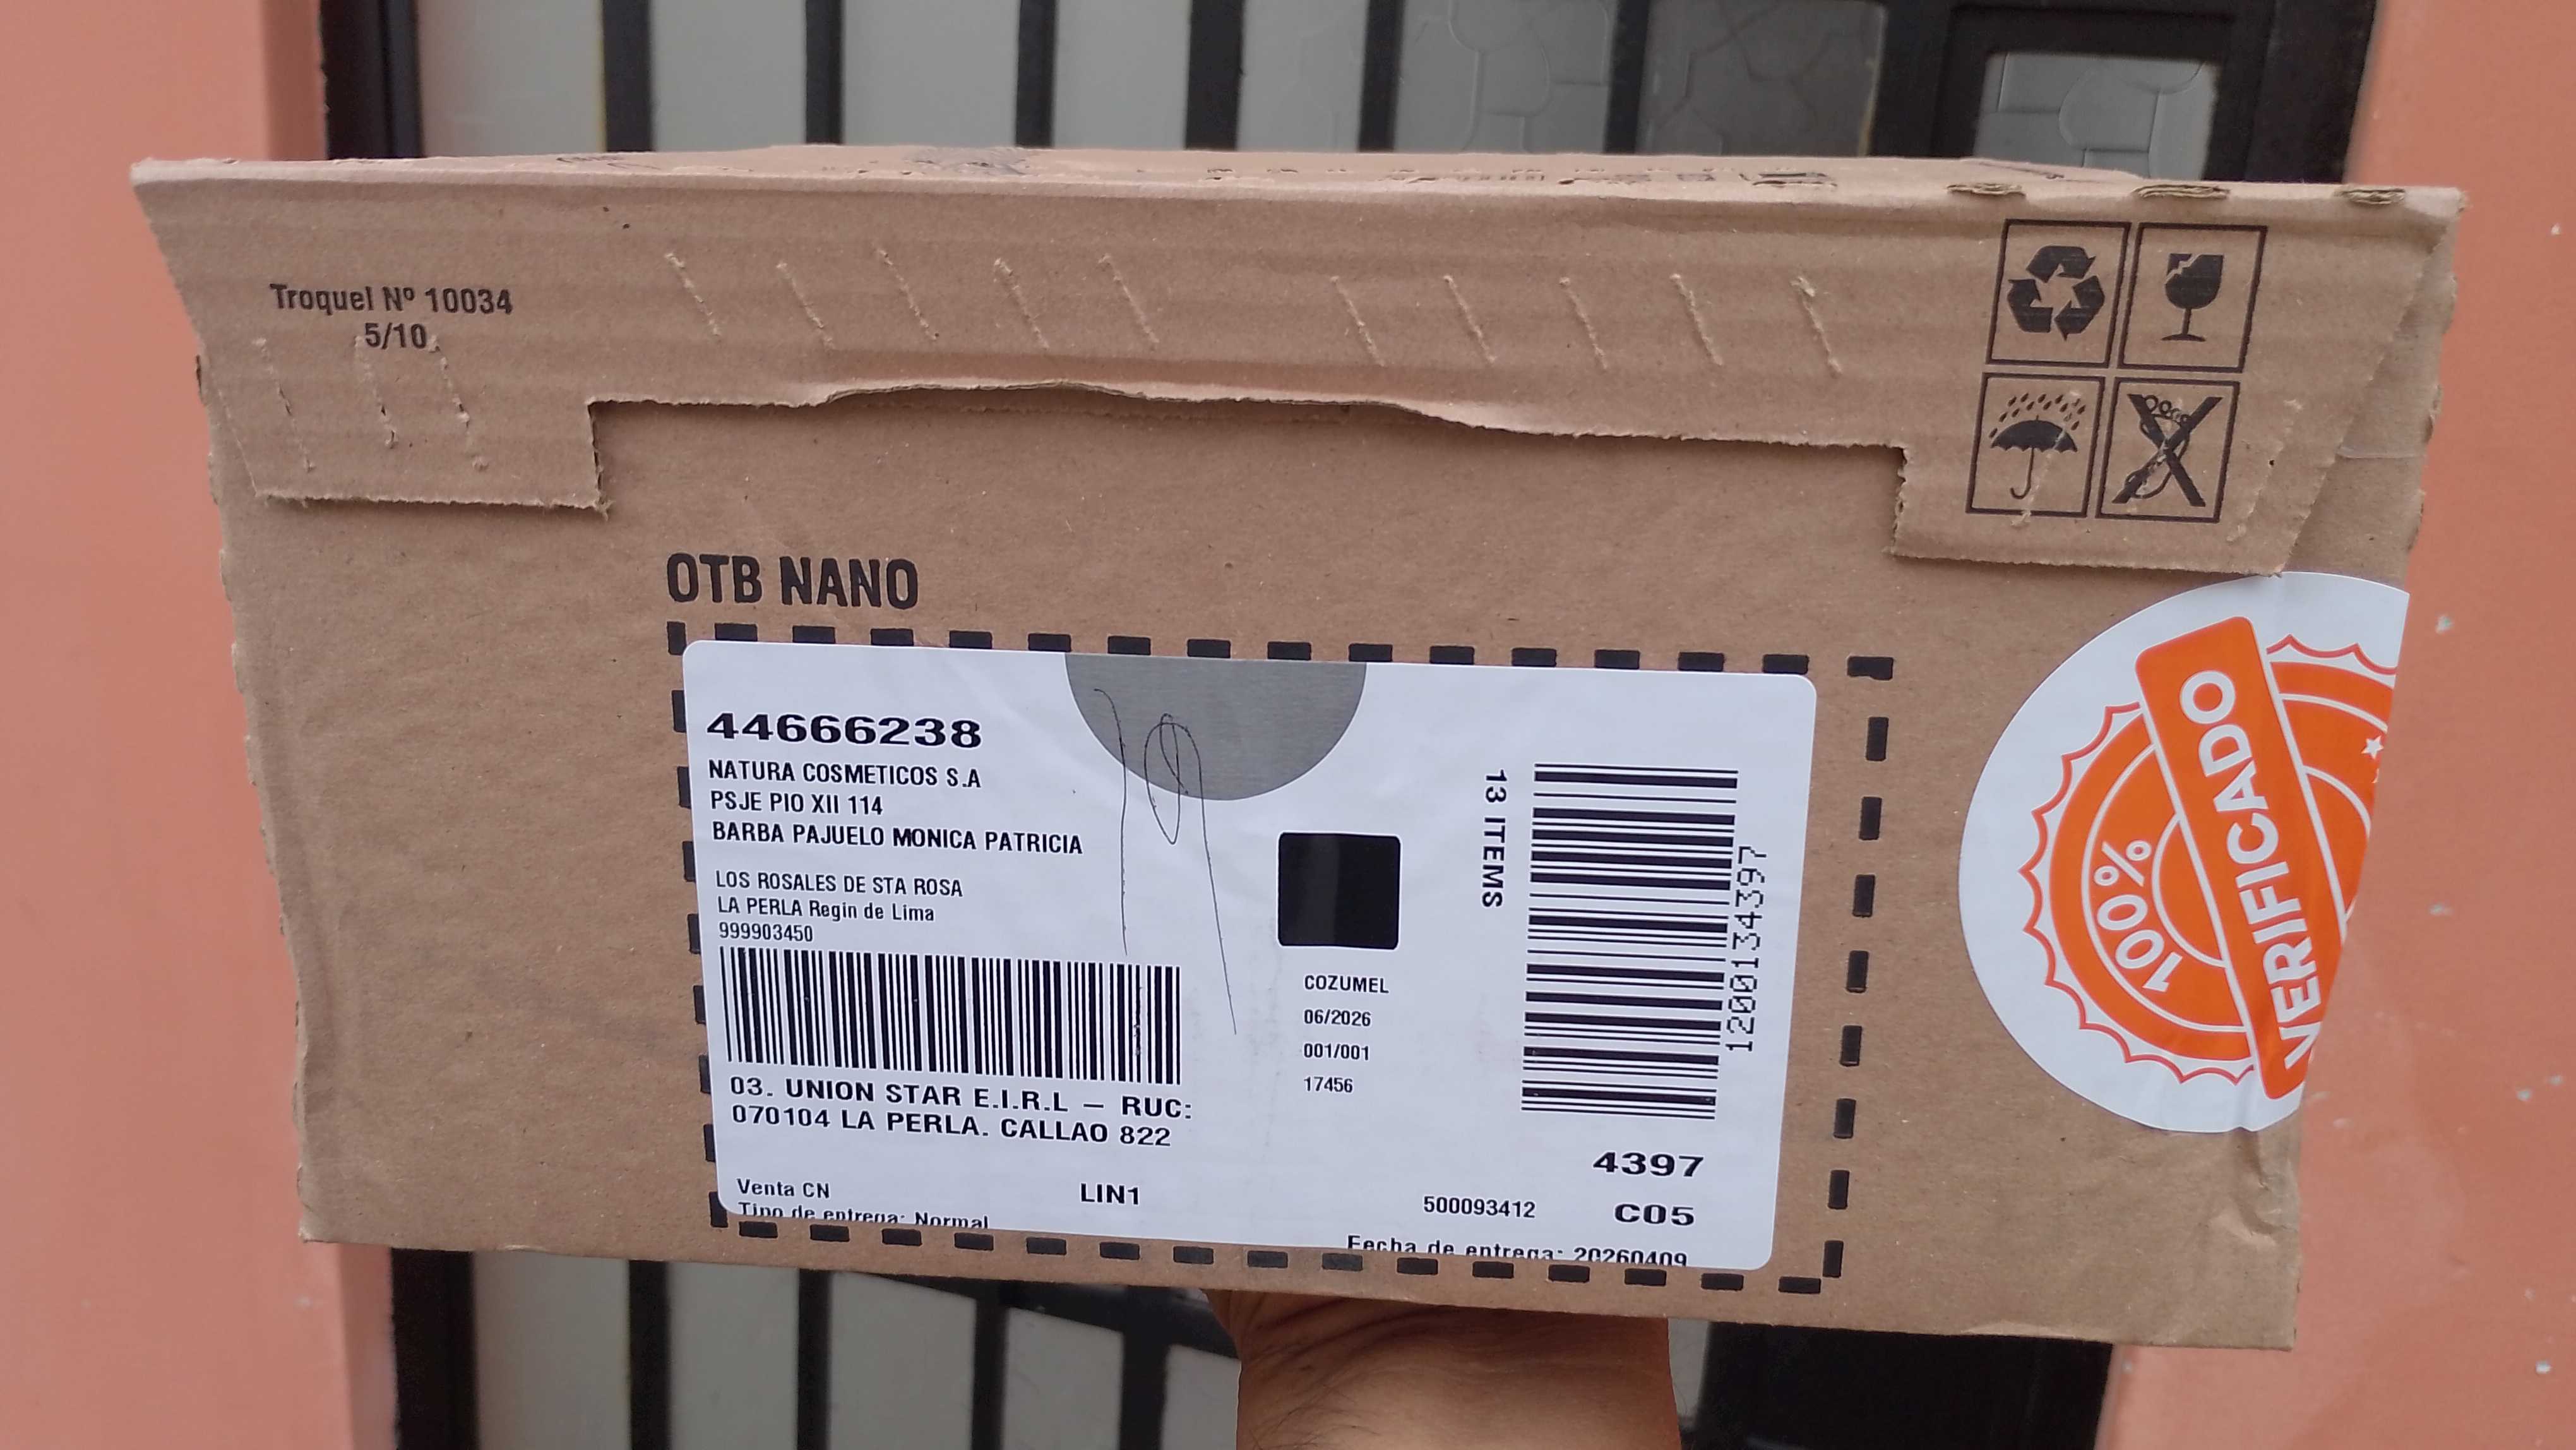 Troquel Nº 10034
5/10
OTB NANO
44666238
NATURA COSMETICOS S.A
PSJE PIO XII 114
BARBA PAJUELO MONICA PATRICIA
LOS ROSALES DE STA ROSA
LA PERLA Regin de Lima
999903450
03. UNION STAR E.I.R.L – RUC:
070104 LA PERLA. CALLAO 822
Venta CN
LIN1
Tipo de entrega: Normal
COZUMEL
06/2026
001/001
17456
13 ITEMS
1200134397
4397
500093412
C05
Fecha de entrega: 20260409
100%
VERIFICADO